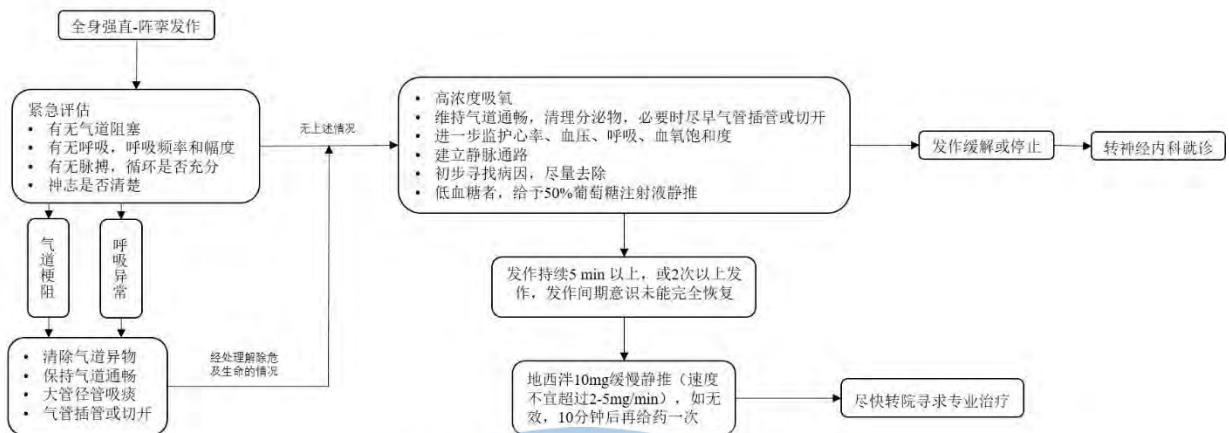 全身强直-阵挛发作
紧急评估
• 有无气道阻塞
• 有无呼吸，呼吸频率和幅度
• 有无脉搏，循环是否充分
• 神志是否清楚
无上述情况
• 高浓度吸氧
• 维持气道通畅，清理分泌物，必要时尽早气管插管或切开
• 进一步监护心率、血压、呼吸、血氧饱和度
• 建立静脉通路
• 初步寻找病因，尽量去除
• 低血糖者，给于50%葡萄糖注射液静推
发作缓解或停止
转神经内科就诊
气道梗阻
呼吸异常
• 清除气道异物
• 保持气道通畅
• 大管径管吸痰
• 气管插管或切开
经处理解除危
及生命的情况
发作持续5 min 以上，或2次以上发
作，发作间期意识未能完全恢复
地西泮10mg缓慢静推（速度
不宜超过2-5mg/min），如无
效，10分钟后再给药一次
尽快转院寻求专业治疗